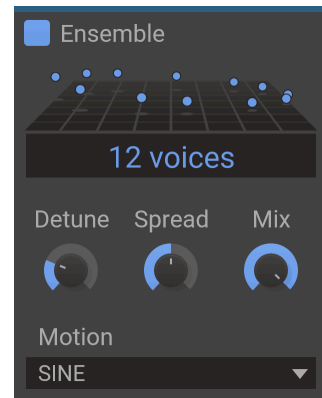 Ensemble
12 voices
Detune Spread Mix
Motion
SINE